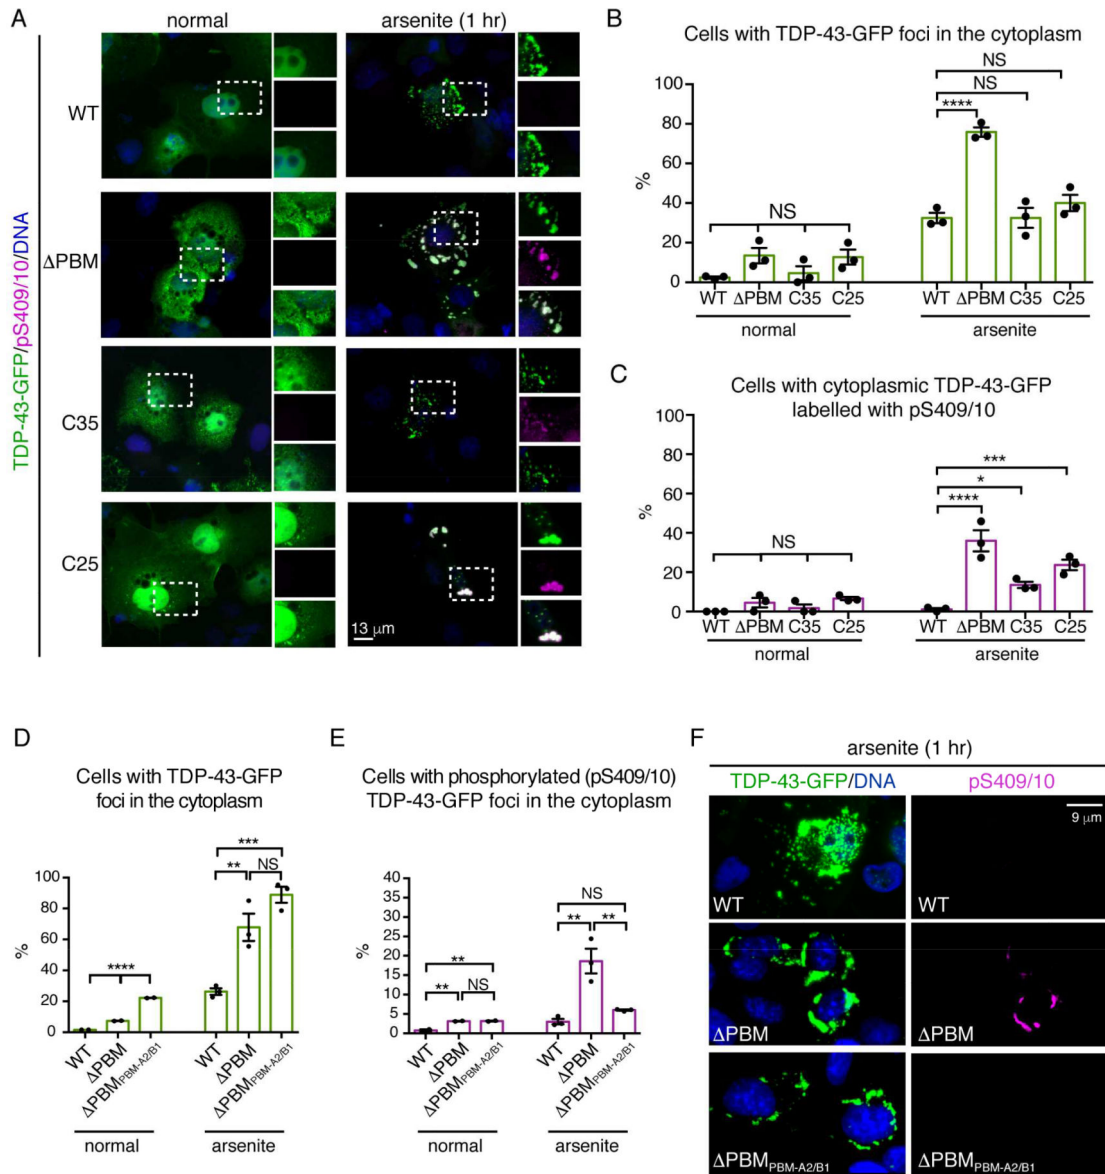 A
normal
arsenite (1 hr)
TDP-43-GFP/pS409/10/DNA
WT
ΔPBM
C35
C25
13 μm
B
Cells with TDP-43-GFP foci in the cytoplasm
NS
NS
****
NS
%
100
80
60
40
20
0
WT ΔPBM C35 C25 WT ΔPBM C35 C25
normal arsenite
C
Cells with cytoplasmic TDP-43-GFP
labelled with pS409/10
***
*
****
NS
%
100
80
60
40
20
0
WT ΔPBM C35 C25 WT ΔPBM C35 C25
normal arsenite
D
Cells with TDP-43-GFP
foci in the cytoplasm
***
** NS
****
%
100
80
60
40
20
0
WT ΔPBM ΔPBMPBM-A2/B1 WT ΔPBM ΔPBMPBM-A2/B1
normal arsenite
E
Cells with phosphorylated (pS409/10)
TDP-43-GFP foci in the cytoplasm
NS
** **
**
** NS
%
40
35
30
25
20
15
10
5
0
WT ΔPBM ΔPBMPBM-A2/B1 WT ΔPBM ΔPBMPBM-A2/B1
normal arsenite
F
arsenite (1 hr)
TDP-43-GFP/DNA pS409/10
9 μm
WT WT
ΔPBM ΔPBM
ΔPBMPBM-A2/B1 ΔPBMPBM-A2/B1